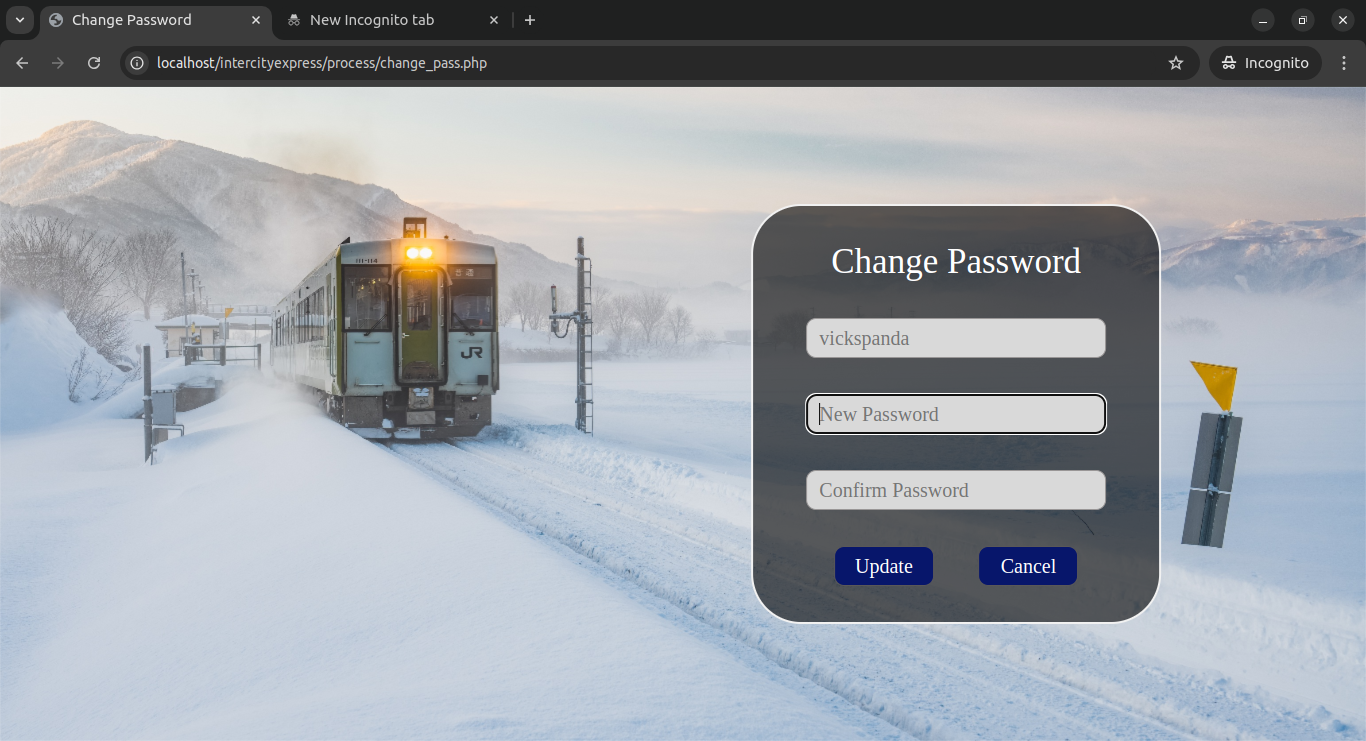 Change Password
New Incognito tab
localhost/intercityexpress/process/change_pass.php
Incognito
JR
Change Password
vickspanda
New Password
Confirm Password
Update Cancel